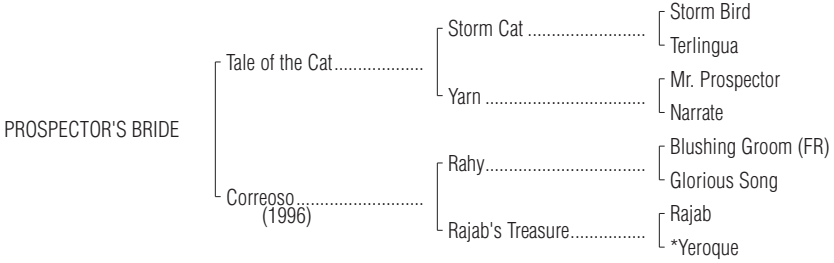 Storm Bird
Storm Cat ........................
Terlingua
Tale of the Cat..................
Mr. Prospector
Yarn ................................
Narrate
PROSPECTOR'S BRIDE
Blushing Groom (FR)
Rahy................................
Glorious Song
Correoso.........................
(1996)
Rajab
Rajab's Treasure...............
*Yeroque